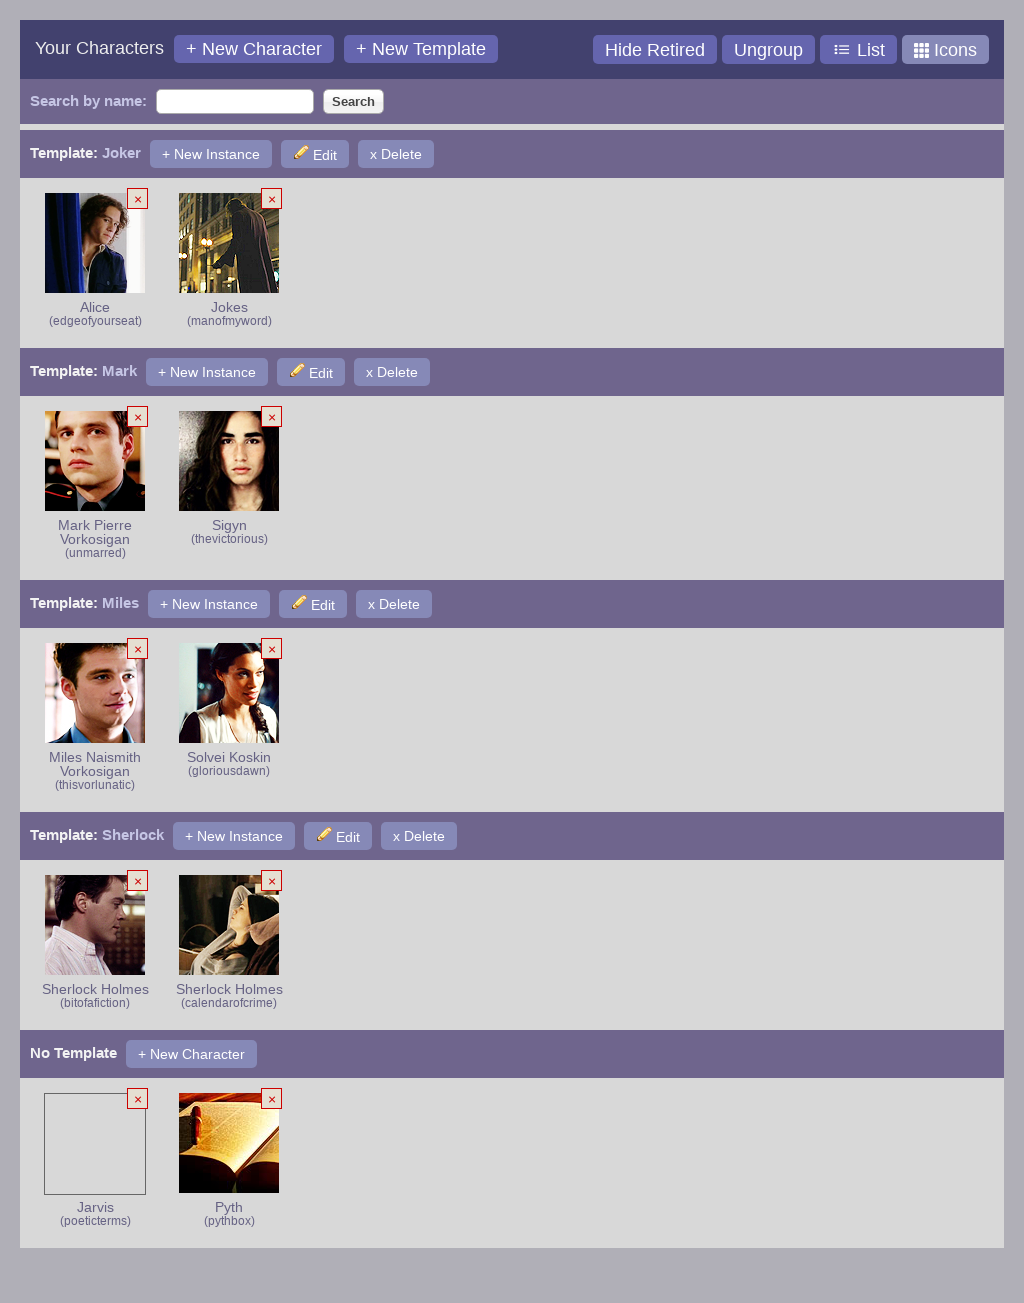 Your Characters + New Character + New Template Hide Retired Ungroup List Icons
Search by name: Search
Template: Joker + New Instance Edit x Delete
× ×
Alice Jokes
(edgeofyourseat) (manofmyword)
Template: Mark + New Instance Edit x Delete
× ×
Mark Pierre Sigyn
Vorkosigan (thevictorious)
(unmarred)
Template: Miles + New Instance Edit x Delete
× ×
Miles Naismith Solvei Koskin
Vorkosigan (gloriousdawn)
(thisvorlunatic)
Template: Sherlock + New Instance Edit x Delete
× ×
Sherlock Holmes Sherlock Holmes
(bitofafiction) (calendarofcrime)
No Template + New Character
× ×
Jarvis Pyth
(poeticterms) (pythbox)